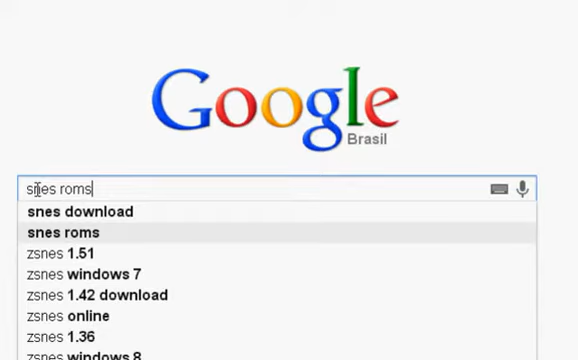 Google
Brasil
snes roms
snes download
snes roms
zsnes 1.51
zsnes windows 7
zsnes 1.42 download
zsnes online
zsnes 1.36
zsnes windows 8